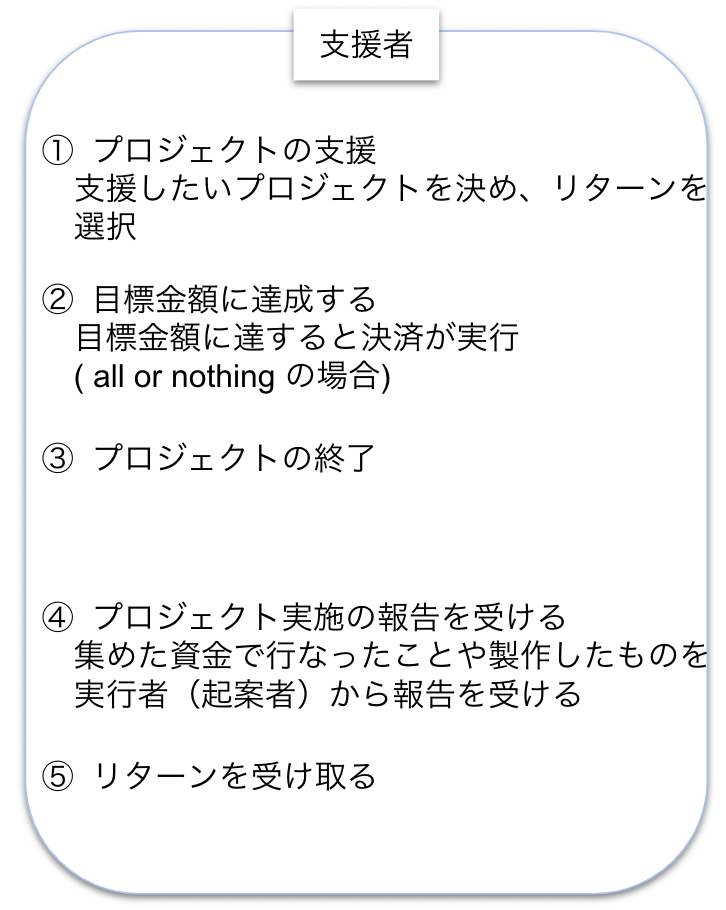 支援者
① プロジェクトの支援
支援したいプロジェクトを決め、リターンを
選択
② 目標金額に達成する
目標金額に達すると決済が実行
( all or nothing の場合)
③ プロジェクトの終了
④ プロジェクト実施の報告を受ける
集めた資金で行なったことや製作したものを
実行者（起案者）から報告を受ける
⑤ リターンを受け取る